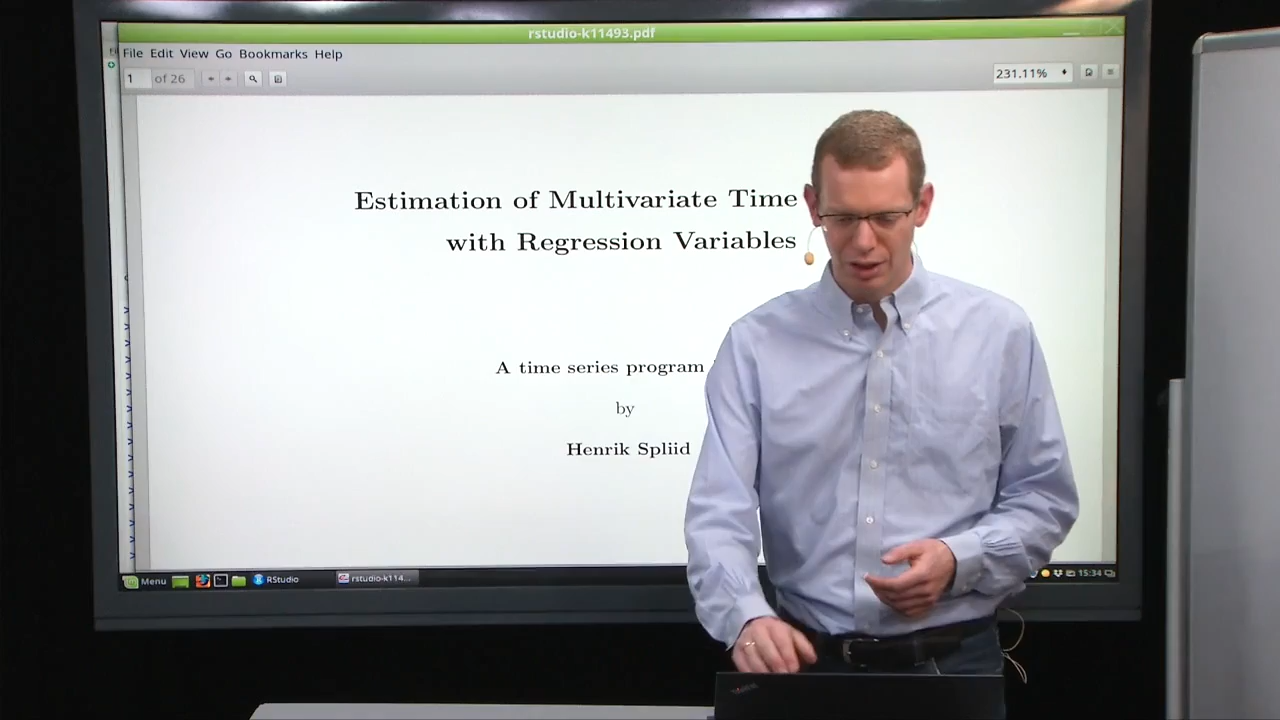 rstudio-k11493.pdf
File Edit View Go Bookmarks Help
1 of 26
231.11%
Estimation of Multivariate Time
with Regression Variables
A time series program
by
Henrik Spliid
Menu
RStudio
rstudio-k114...
15:34